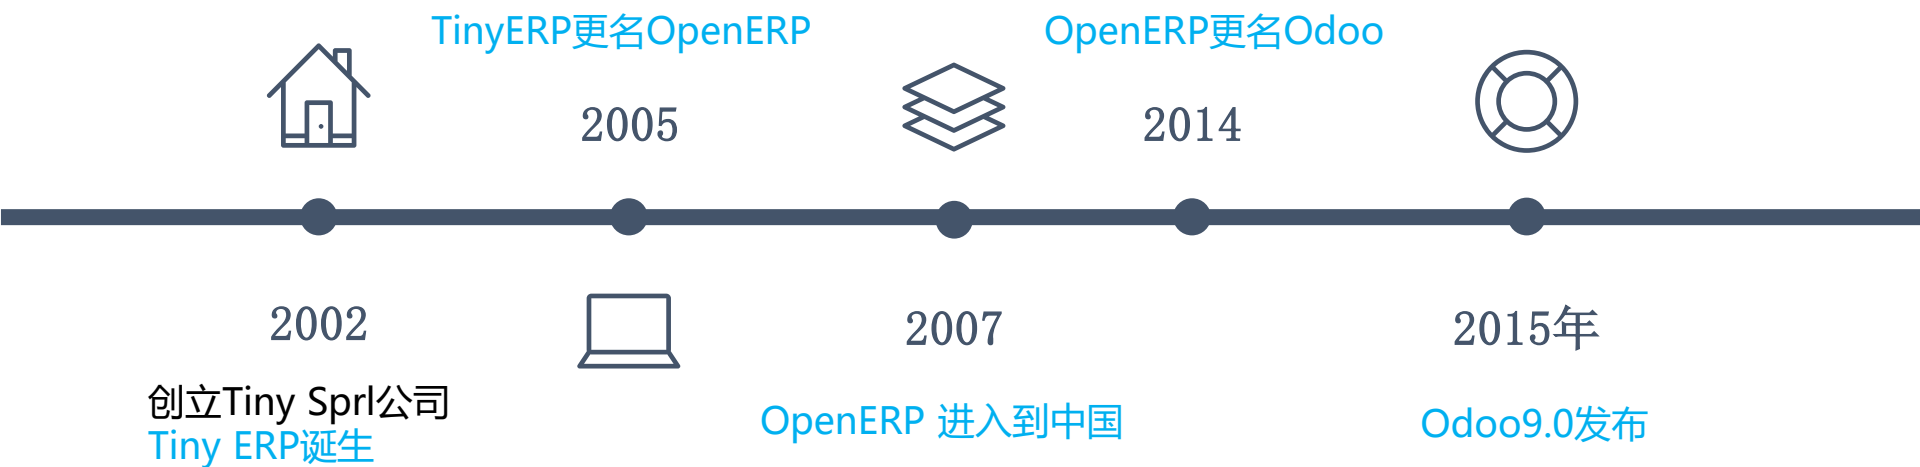 TinyERP更名OpenERP
OpenERP更名Odoo
2005
2014
2002
2007
2015年
创立Tiny Sprl公司
Tiny ERP诞生
OpenERP 进入到中国
Odoo9.0发布